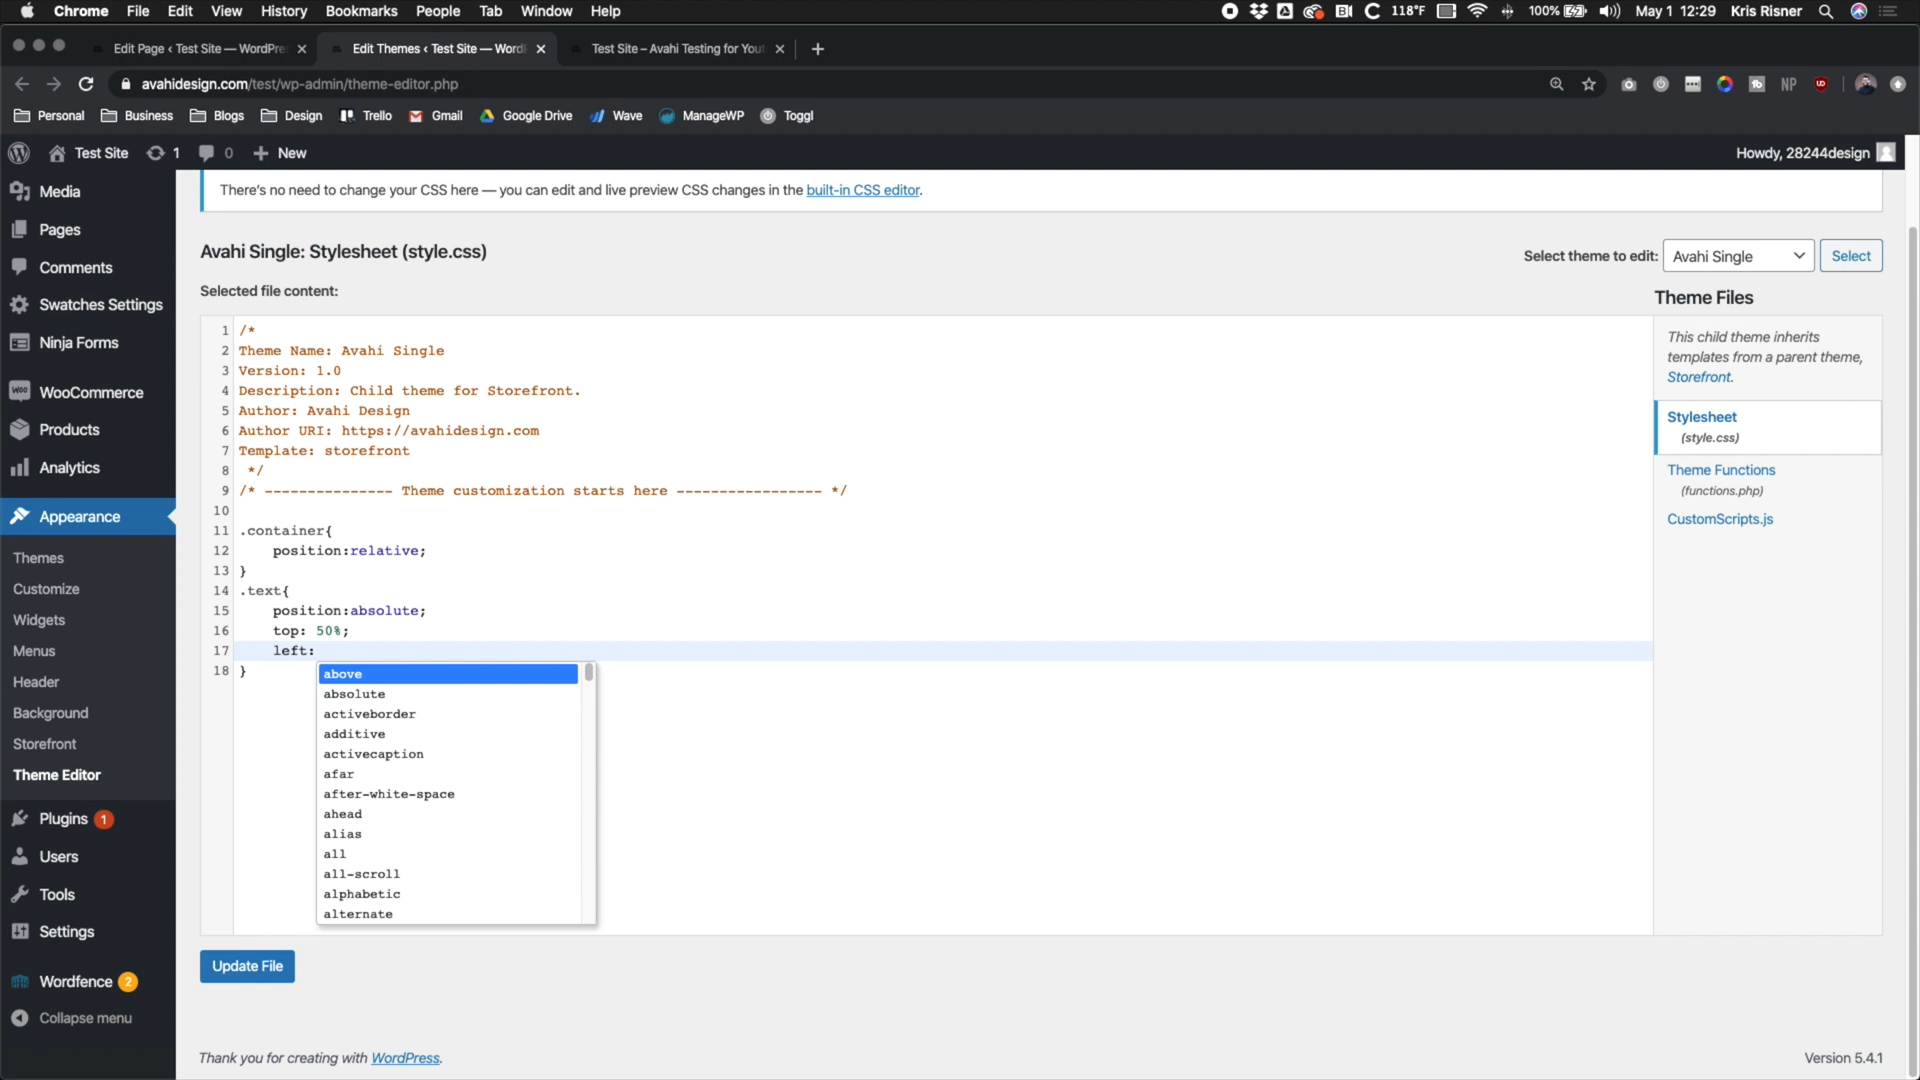 Chrome File Edit View History Bookmarks People Tab Window Help 118°F 100% May 1 12:29 Kris Risner
Edit Page ‹ Test Site — WordPre
Edit Themes ‹ Test Site — Word
Test Site – Avahi Testing for You
avahidesign.com/test/wp-admin/theme-editor.php
Personal Business Blogs Design Trello Gmail Google Drive Wave ManageWP Toggl
Test Site 1 0 New Howdy, 28244design
Media
Pages
Comments
Swatches Settings
Ninja Forms
WooCommerce
Products
Analytics
Appearance
Themes
Customize
Widgets
Menus
Header
Background
Storefront
Theme Editor
Plugins 1
Users
Tools
Settings
Wordfence 2
Collapse menu
There's no need to change your CSS here — you can edit and live preview CSS changes in the built-in CSS editor.
Avahi Single: Stylesheet (style.css)
Select theme to edit: Avahi Single Select
Selected file content:
1 /*
2 Theme Name: Avahi Single
3 Version: 1.0
4 Description: Child theme for Storefront.
5 Author: Avahi Design
6 Author URI: https://avahidesign.com
7 Template: storefront
8 */
9 /* --------------- Theme customization starts here ----------------- */
10
11 .container{
12 position:relative;
13 }
14 .text{
15 position:absolute;
16 top: 50%;
17 left:
18 }
above
absolute
activeborder
additive
activecaption
afar
after-white-space
ahead
alias
all
all-scroll
alphabetic
alternate
Theme Files
This child theme inherits
templates from a parent theme,
Storefront.
Stylesheet
(style.css)
Theme Functions
(functions.php)
CustomScripts.js
Update File
Thank you for creating with WordPress.
Version 5.4.1